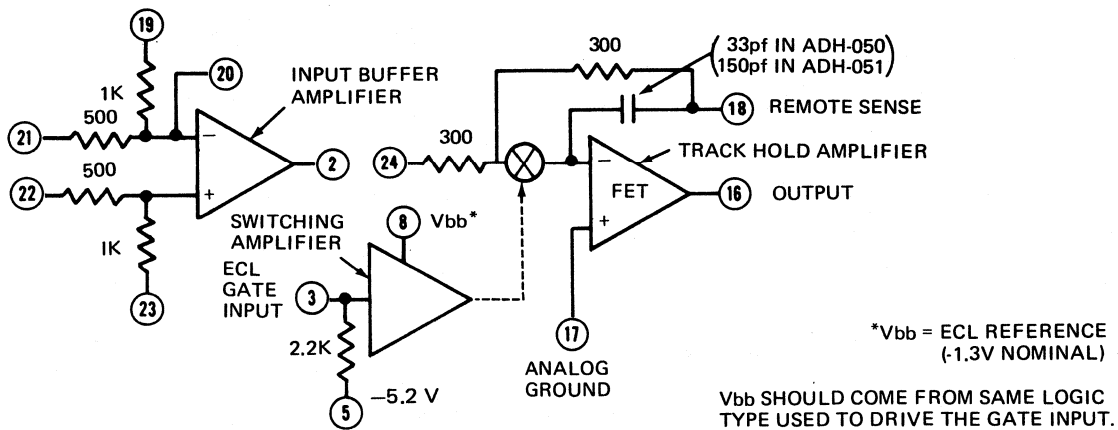 19
20
1K
INPUT BUFFER
AMPLIFIER
500
21
−
2
500
22
+
1K
23
300
(33pf IN ADH-050)
(150pf IN ADH-051)
18
REMOTE SENSE
24
300
−
TRACK HOLD AMPLIFIER
FET
16
OUTPUT
+
17
ANALOG
GROUND
SWITCHING
AMPLIFIER
8
Vbb*
ECL
GATE
INPUT
3
2.2K
5
−5.2 V
*Vbb = ECL REFERENCE
(-1.3V NOMINAL)
Vbb SHOULD COME FROM SAME LOGIC
TYPE USED TO DRIVE THE GATE INPUT.